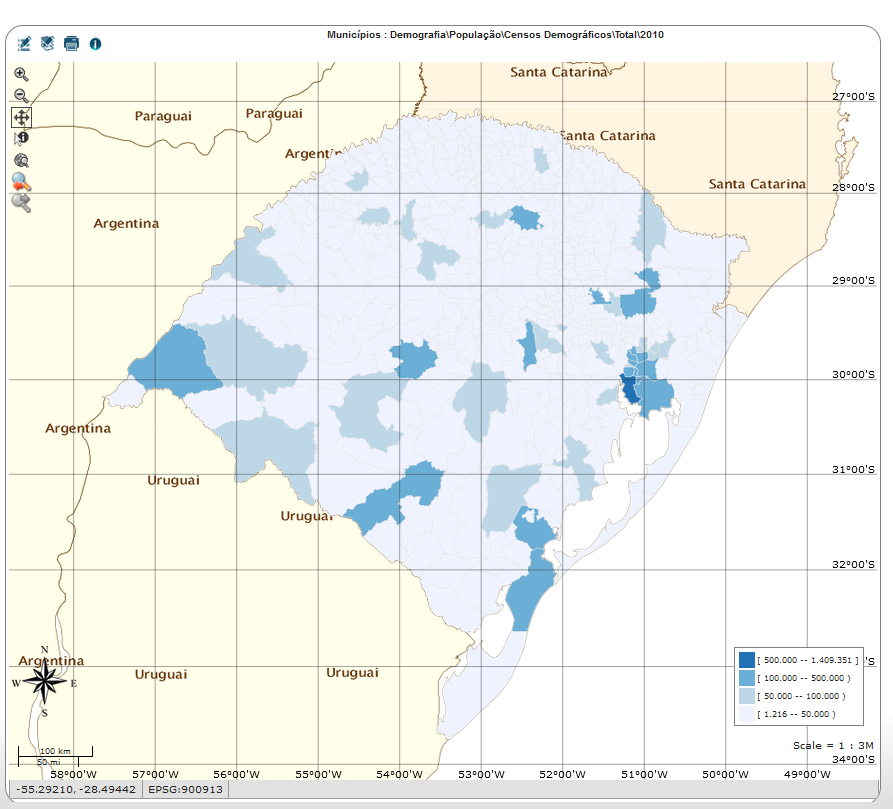 Municípios : Demografia\População\Censos Demográficos\Total\2010
Santa Catarina
27°00'S
Paraguai
Paraguai
Santa Catarina
Argentin
Santa Catarina
28°00'S
Argentina
29°00'S
30°00'S
Argentina
31°00'S
Uruguai
Uruguai
32°00'S
N
Argentina
[ 500.000 -- 1.409.351 ]
'S
W
E
Uruguai
Uruguai
[ 100.000 -- 500.000 )
[ 50.000 -- 100.000 )
S
[ 1.216 -- 50.000 )
Scale = 1 : 3M
100 km
50 mi
34°00'S
58°00'W
57°00'W
56°00'W
55°00'W
54°00'W
53°00'W
52°00'W
51°00'W
50°00'W
49°00'W
-55.29210, -28.49442
EPSG:900913